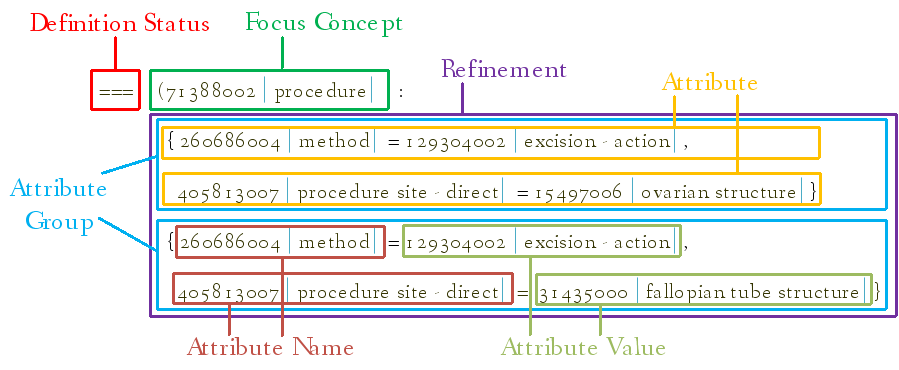 Definition Status
Focus Concept
Refinement
Attribute
=== (71388002 | procedure| :
{ 260686004 | method| = 129304002 | excision - action| ,
405813007 | procedure site - direct| = 15497006 | ovarian structure| }
Attribute
Group
{ 260686004 | method| = 129304002 | excision - action| ,
405813007 | procedure site - direct| = 31435000 | fallopian tube structure| }
Attribute Name
Attribute Value